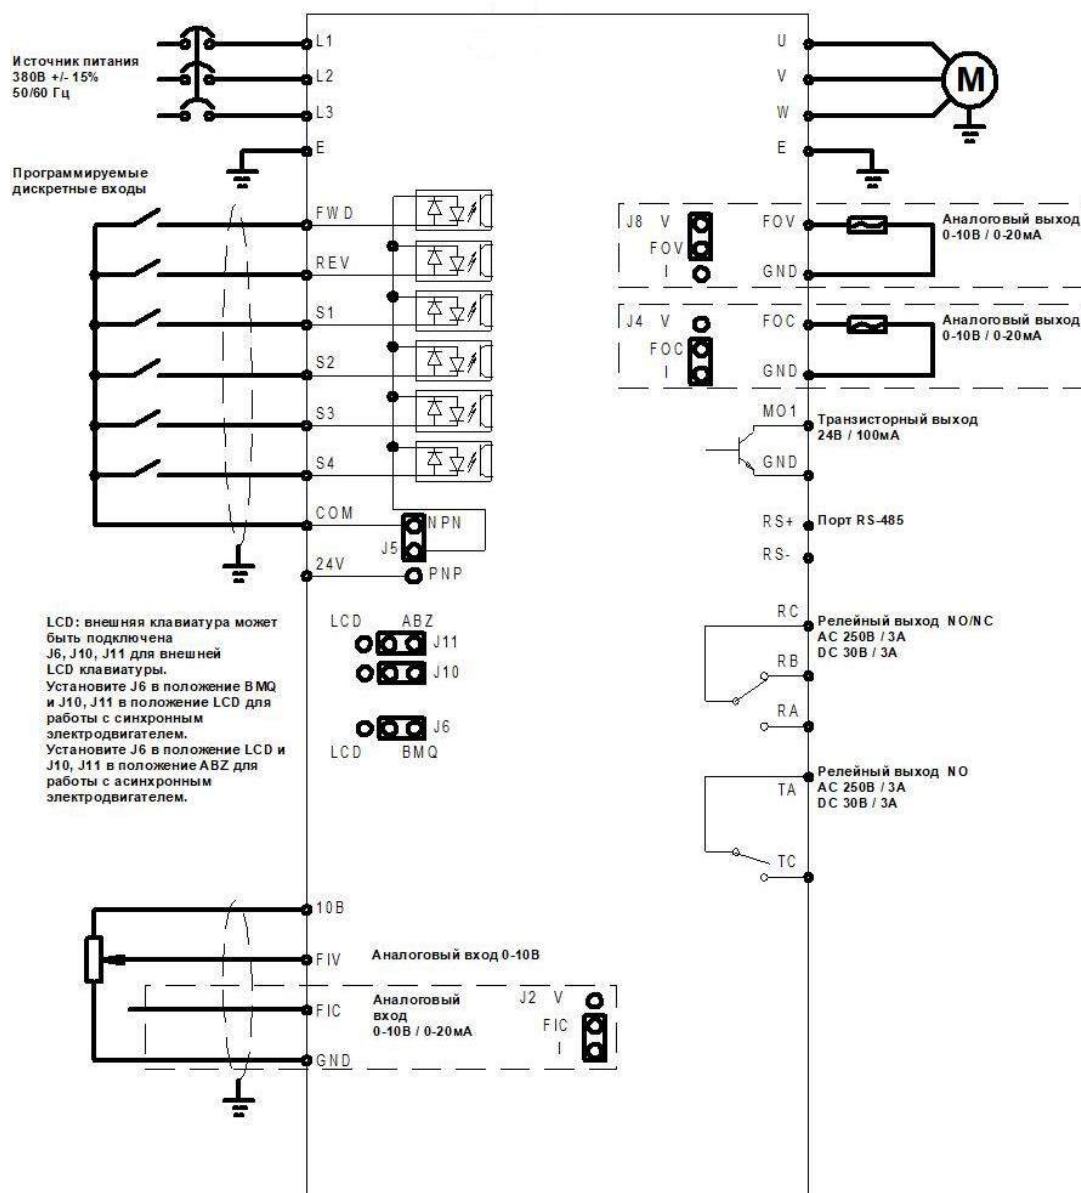 Источник питания
380В +/- 15%
50/60 Гц
L1
L2
L3
E
U
V
W
E
M
Программируемые
дискретные входы
FWD
REV
S1
S2
S3
S4
COM
24V
NPN
J5
PNP
J8 V
FOV
I
FOV
GND
Аналоговый выход
0-10В / 0-20мА
J4 V
FOC
I
FOC
GND
Аналоговый выход
0-10В / 0-20мА
MO1
GND
Транзисторный выход
24В / 100мА
RS+
Порт RS-485
RS-
LCD: внешняя клавиатура может
быть подключена
J6, J10, J11 для внешней
LCD клавиатуры.
Установите J6 в положение BMQ
и J10, J11 в положение LCD для
работы с синхронным
электродвигателем.
Установите J6 в положение LCD и
J10, J11 в положение ABZ для
работы с асинхронным
электродвигателем.
LCD ABZ
J11
J10
J6
LCD BMQ
RC
RB
RA
Релейный выход NO/NC
AC 250В / 3А
DC 30В / 3А
TA
TC
Релейный выход NO
AC 250В / 3А
DC 30В / 3А
10В
FIV
Аналоговый вход 0-10В
FIC
Аналоговый
вход
0-10В / 0-20мА
J2 V
FIC
I
GND